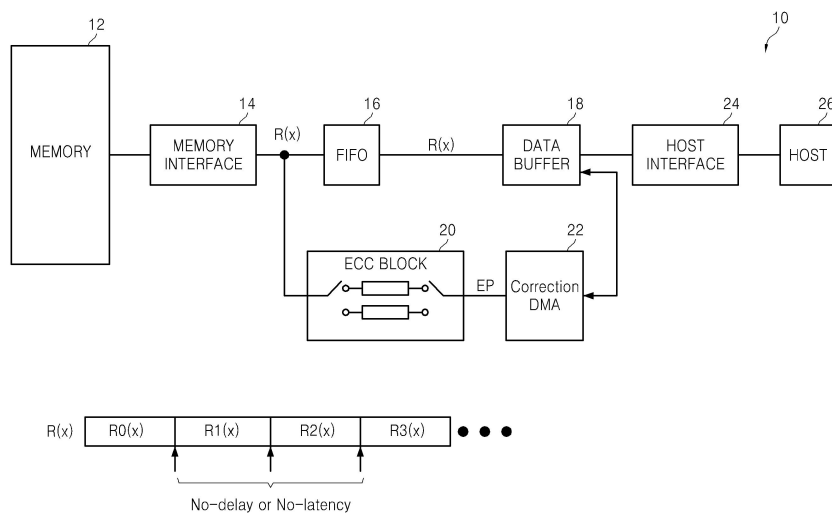 10
12
14
16
18
24
26
MEMORY
MEMORY
INTERFACE
R(x)
FIFO
R(x)
DATA
BUFFER
HOST
INTERFACE
HOST
20
22
ECC BLOCK
EP
Correction
DMA
R(x)
R0(x)
R1(x)
R2(x)
R3(x)
No-delay or No-latency